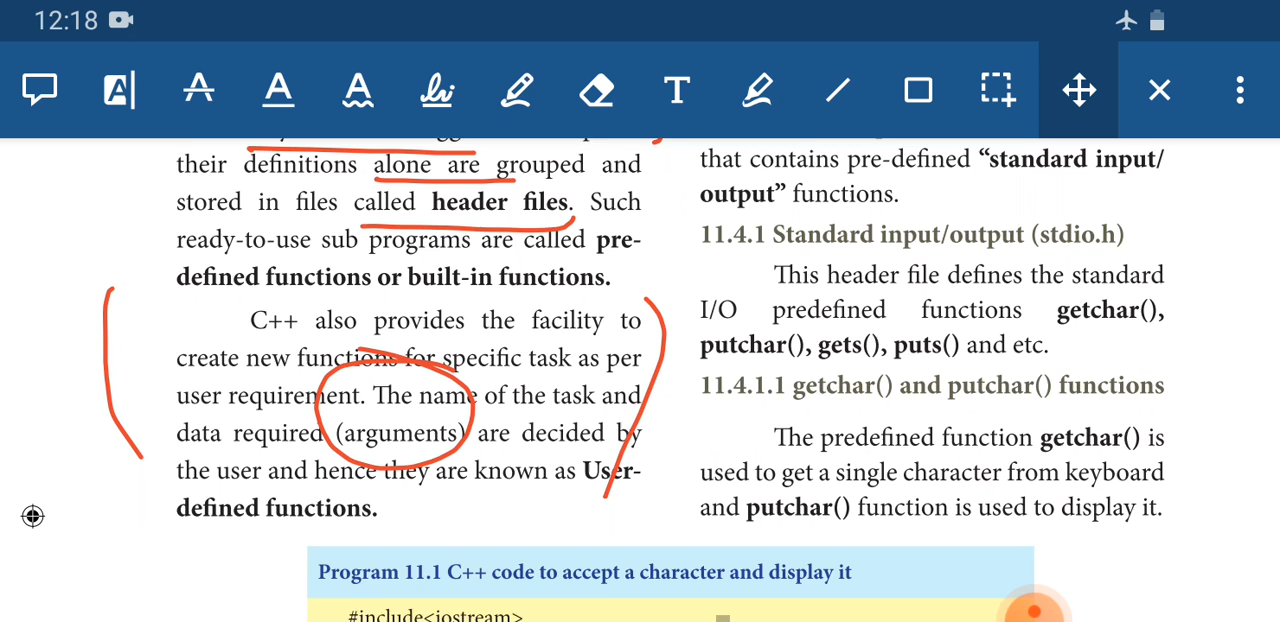 12:18
their definitions alone are grouped and
stored in files called header files. Such
ready-to-use sub programs are called pre-
defined functions or built-in functions.
C++ also provides the facility to
create new functions for specific task as per
user requirement. The name of the task and
data required (arguments) are decided by
the user and hence they are known as User-
defined functions.
that contains pre-defined “standard input/
output” functions.
11.4.1 Standard input/output (stdio.h)
This header file defines the standard
I/O predefined functions getchar(),
putchar(), gets(), puts() and etc.
11.4.1.1 getchar() and putchar() functions
The predefined function getchar() is
used to get a single character from keyboard
and putchar() function is used to display it.
Program 11.1 C++ code to accept a character and display it
#include<iostream>